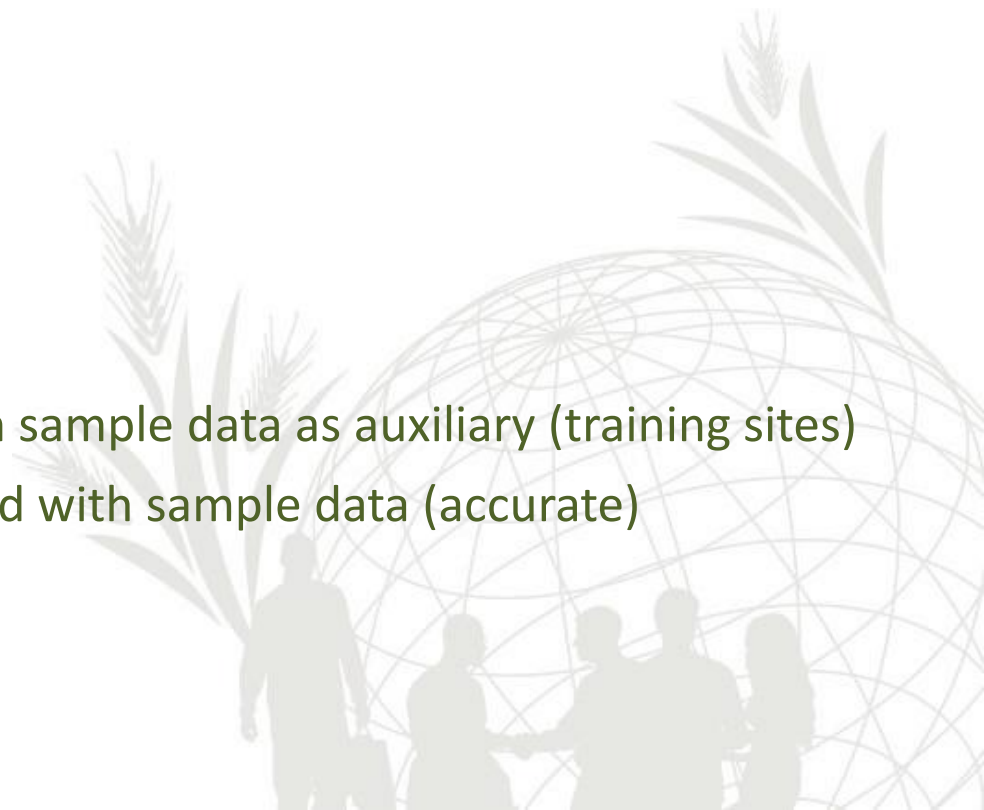 sample data as auxiliary (training sites)
with sample data (accurate)